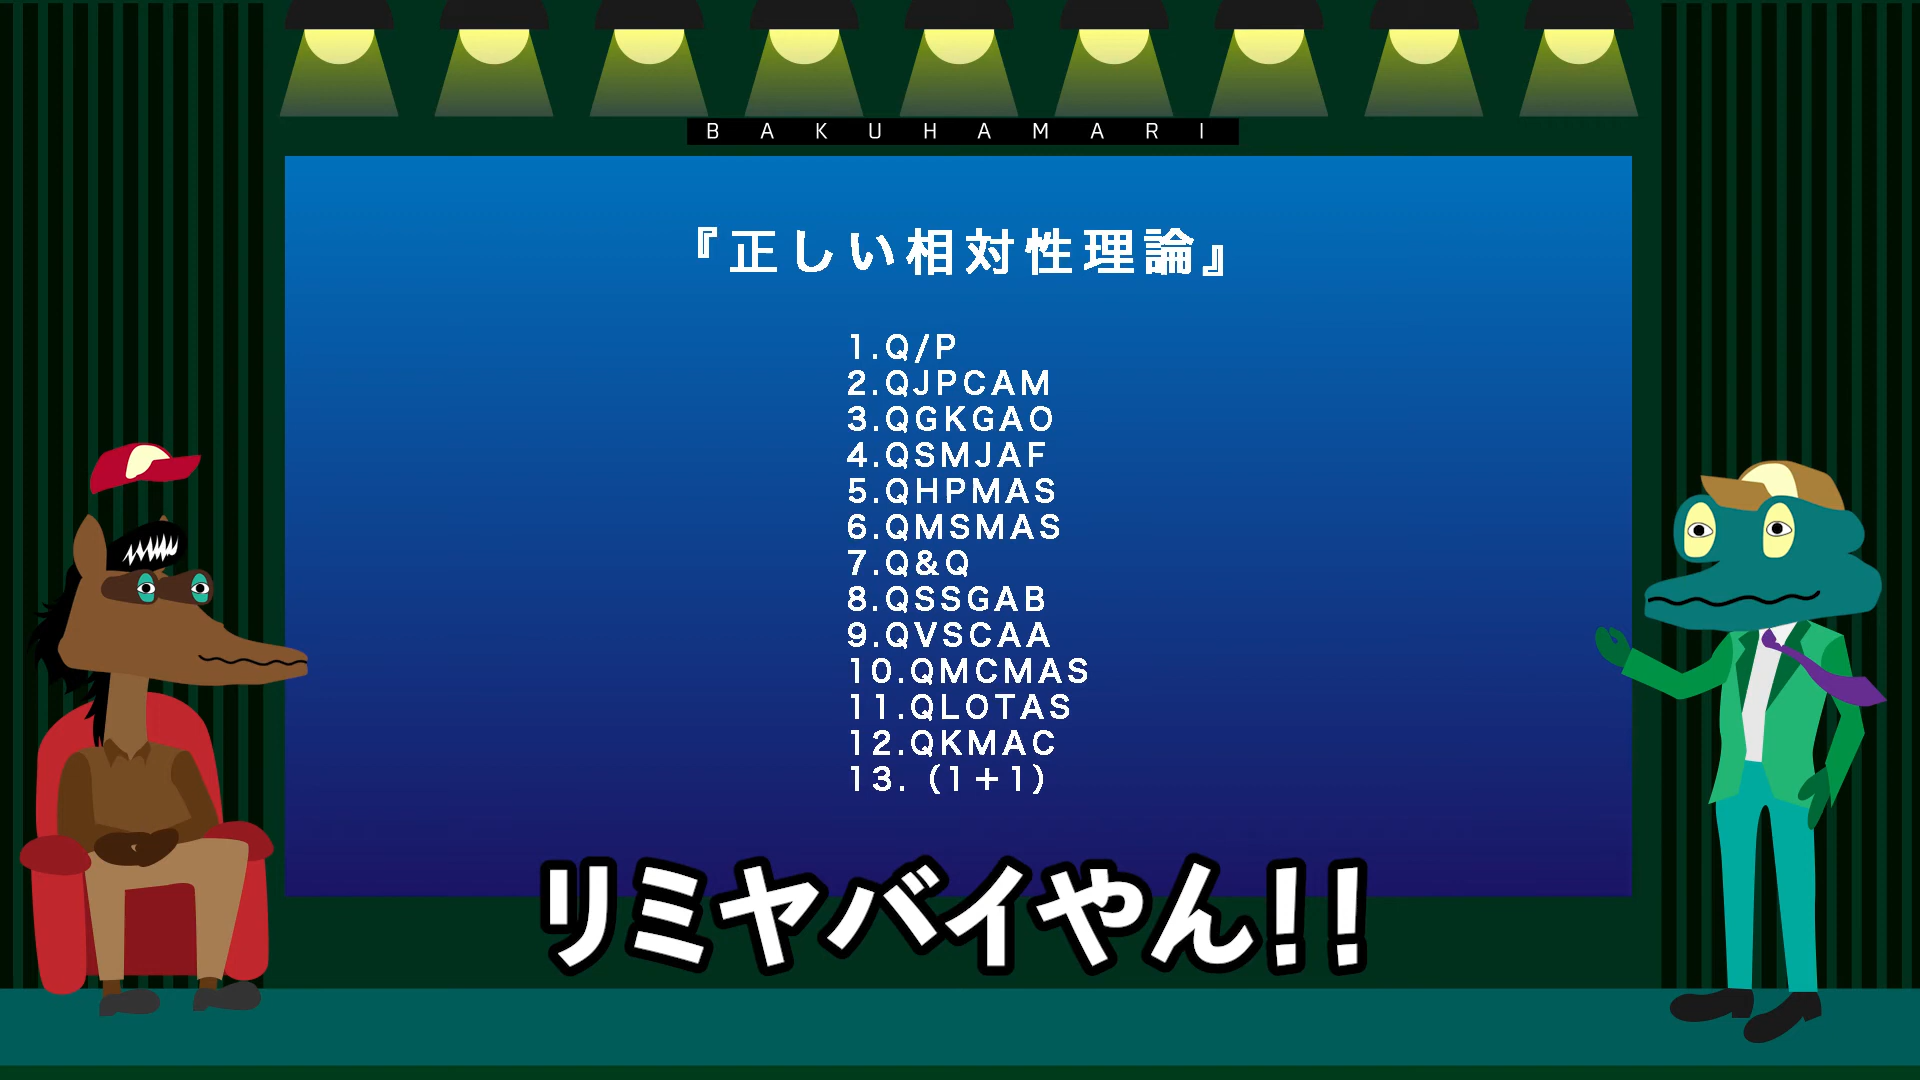 BAKUHAMARI
『正しい相対性理論』
1.Q/P
2.QJPCAM
3.QGKGAO
4.QSMJAF
5.QHPMAS
6.QMSMAS
7.Q&Q
8.QSSGAB
9.QVSCAA
10.QMCMAS
11.QLOTAS
12.QKMAC
13.(1+1)
リミヤバイやん!!